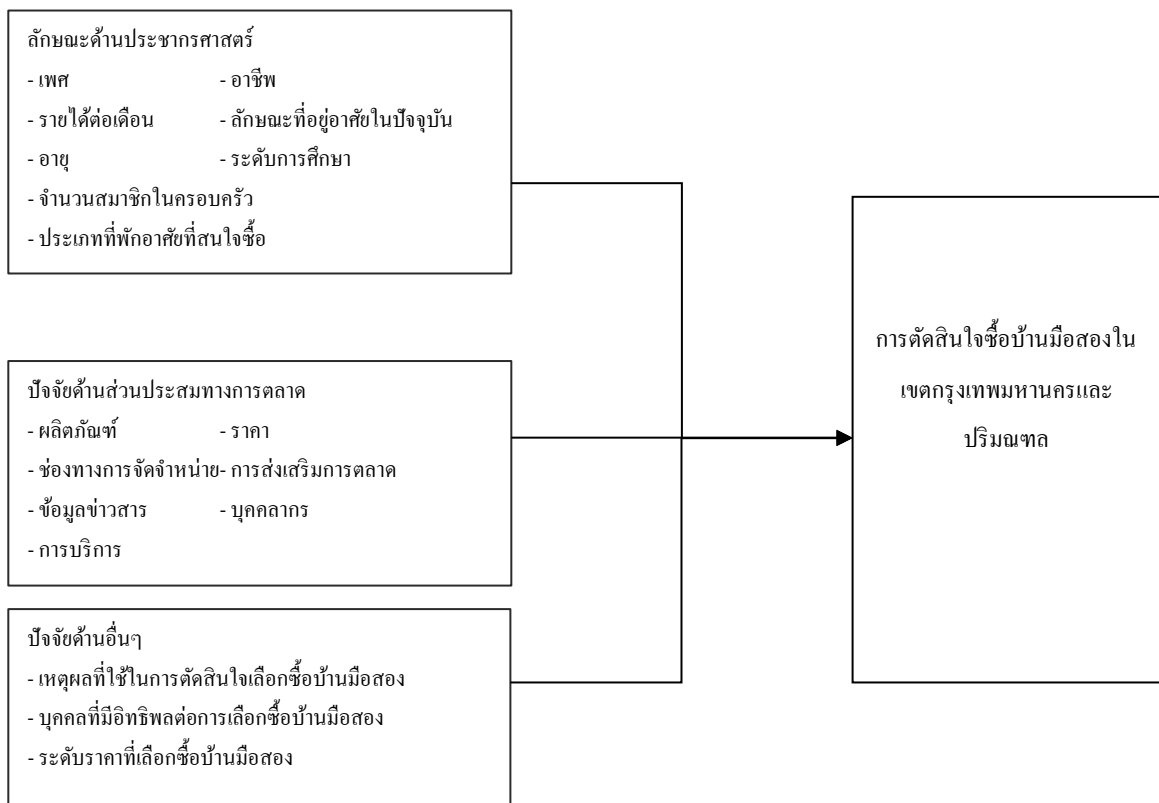 ลักษณะด้านประชากรศาสตร์
- เพศ - อาชีพ
- รายได้ต่อเดือน - ลักษณะที่อยู่อาศัยในปัจจุบัน
- อายุ - ระดับการศึกษา
- จำนวนสมาชิกในครอบครัว
- ประเภทที่พักอาศัยที่สนใจซื้อ
ปัจจัยด้านส่วนประสมทางการตลาด
- ผลิตภัณฑ์ - ราคา
- ช่องทางการจัดจำหน่าย- การส่งเสริมการตลาด
- ข้อมูลข่าวสาร - บุคคลากร
- การบริการ
ปัจจัยด้านอื่นๆ
- เหตุผลที่ใช้ในการตัดสินใจเลือกซื้อบ้านมือสอง
- บุคคลที่มีอิทธิพลต่อการเลือกซื้อบ้านมือสอง
- ระดับราคาที่เลือกซื้อบ้านมือสอง
การตัดสินใจซื้อบ้านมือสองใน
เขตกรุงเทพมหานครและ
ปริมณฑล